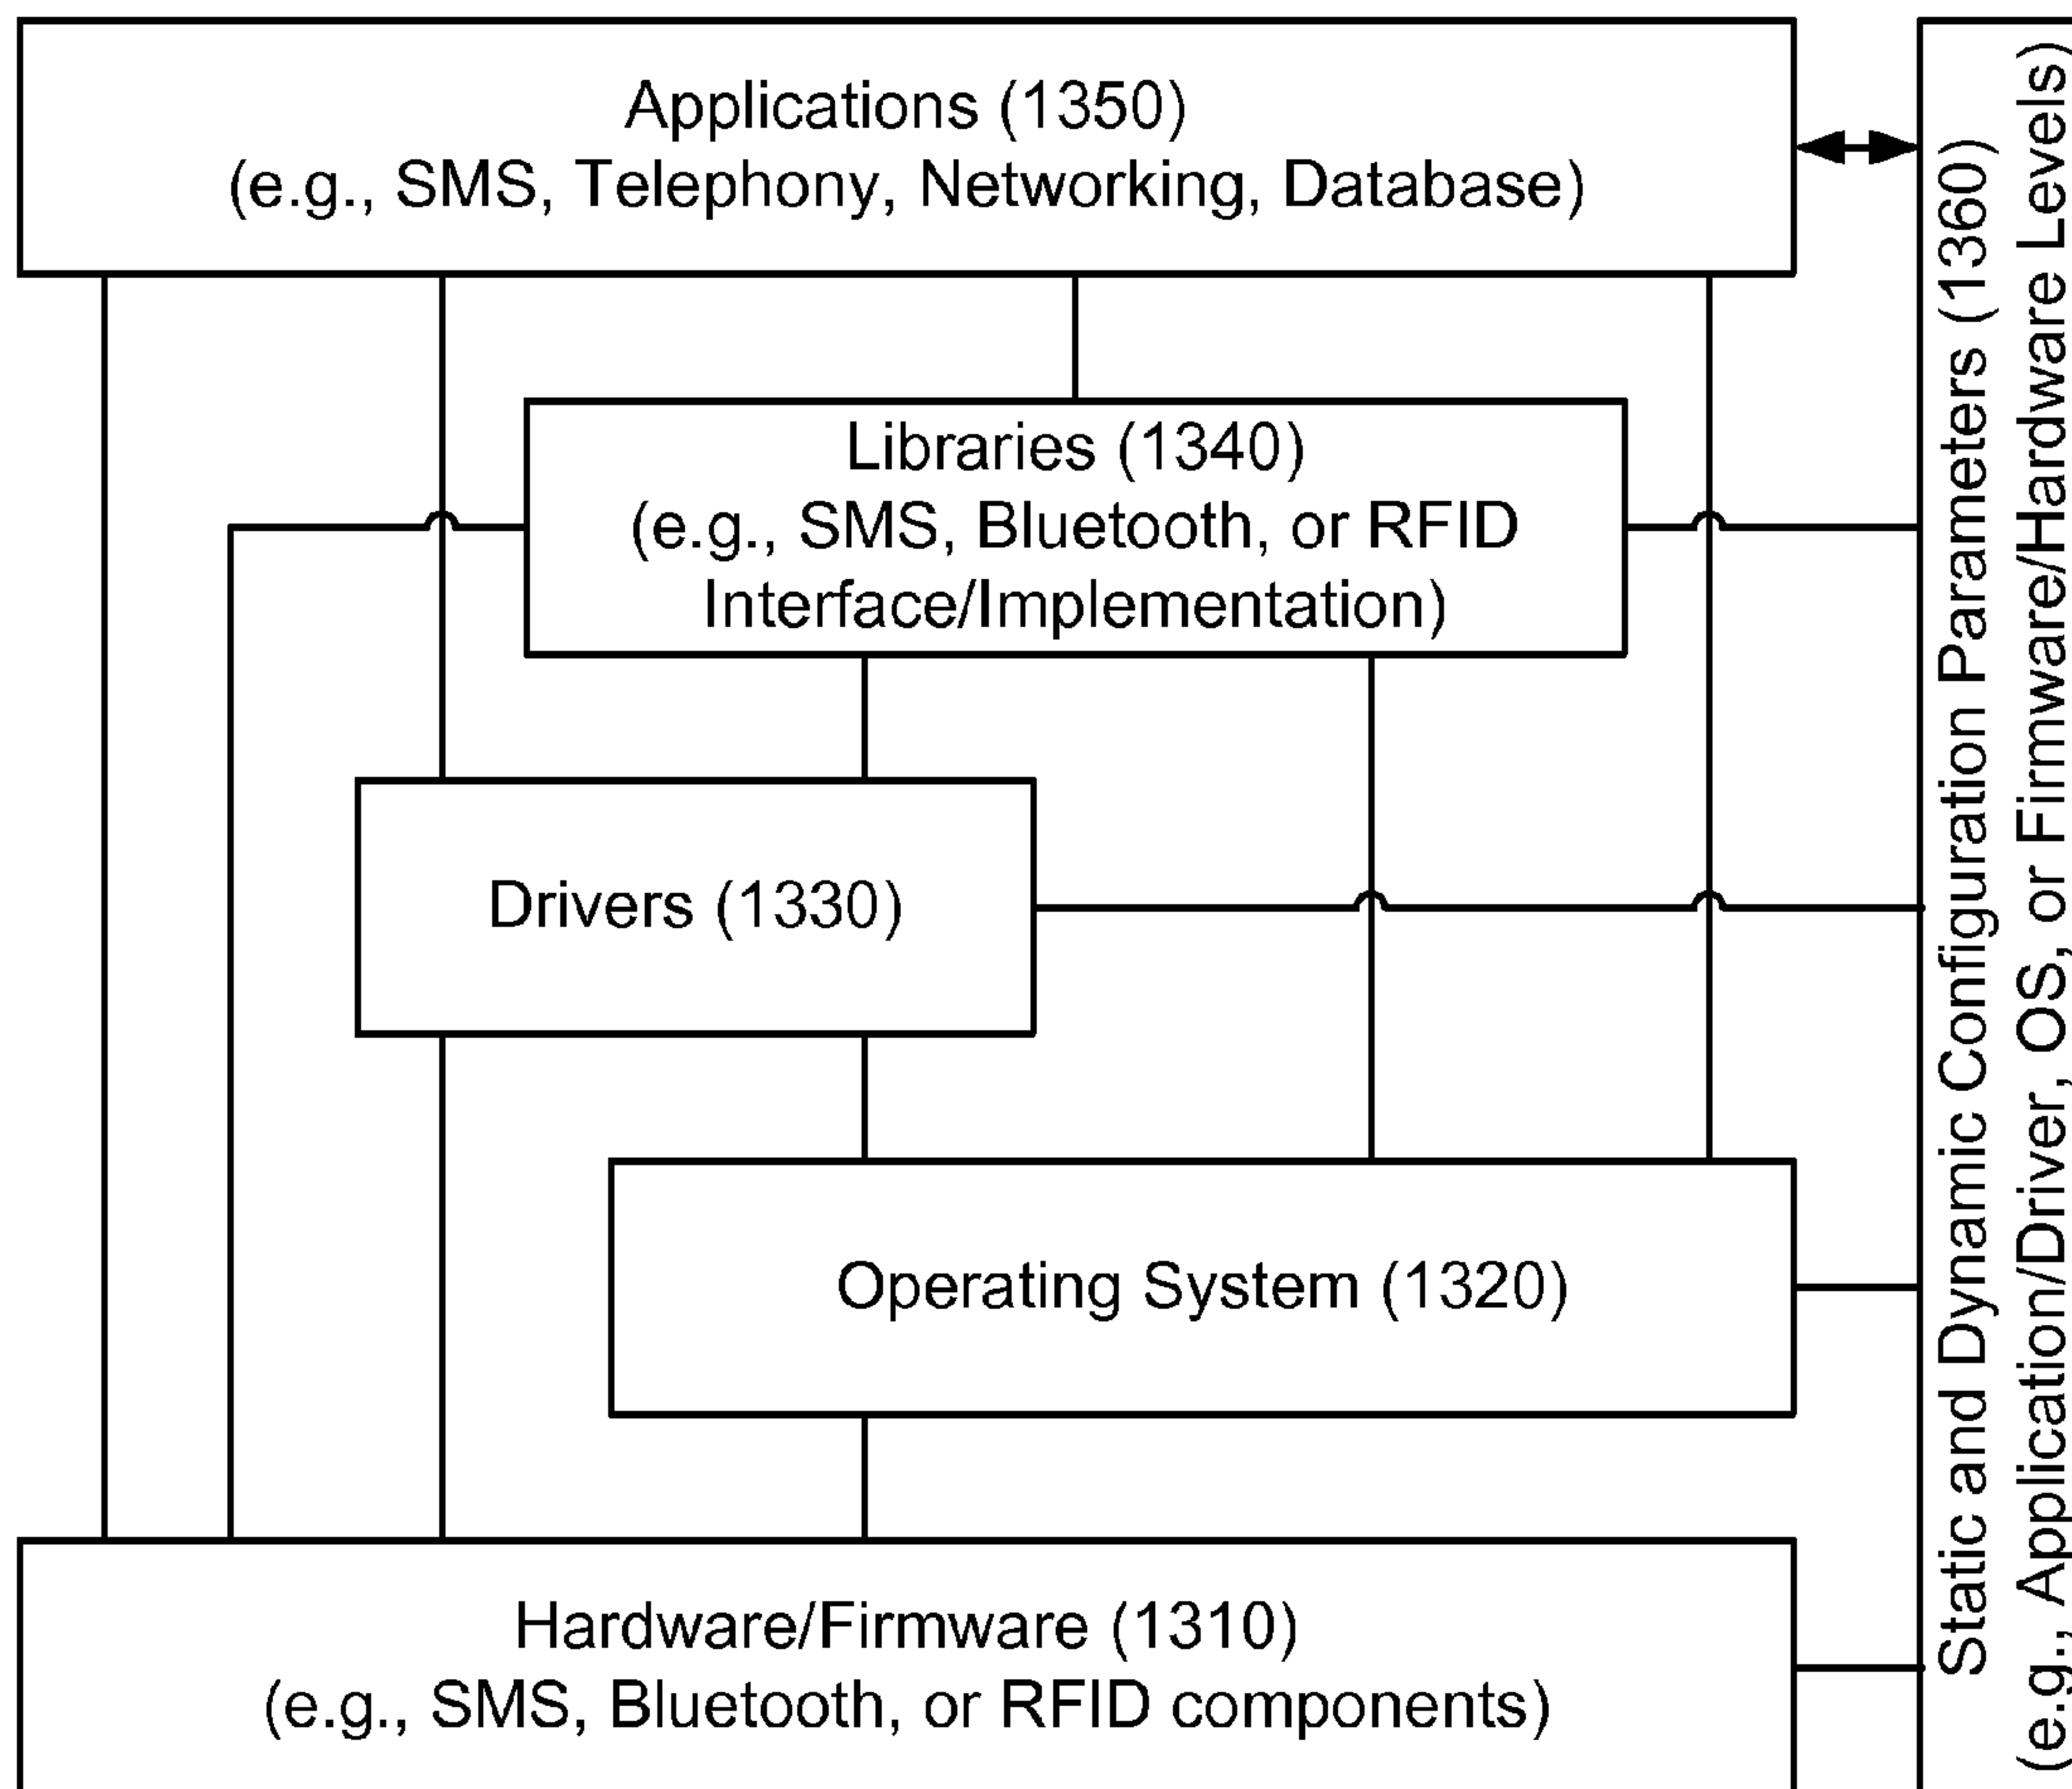 Applications (1350)
(e.g., SMS, Telephony, Networking, Database)
Libraries (1340)
(e.g., SMS, Bluetooth, or RFID
Interface/Implementation)
Drivers (1330)
Operating System (1320)
Hardware/Firmware (1310)
(e.g., SMS, Bluetooth, or RFID components)
Static and Dynamic Configuration Parameters (1360)
(e.g., Application/Driver, OS, or Firmware/Hardware Levels)